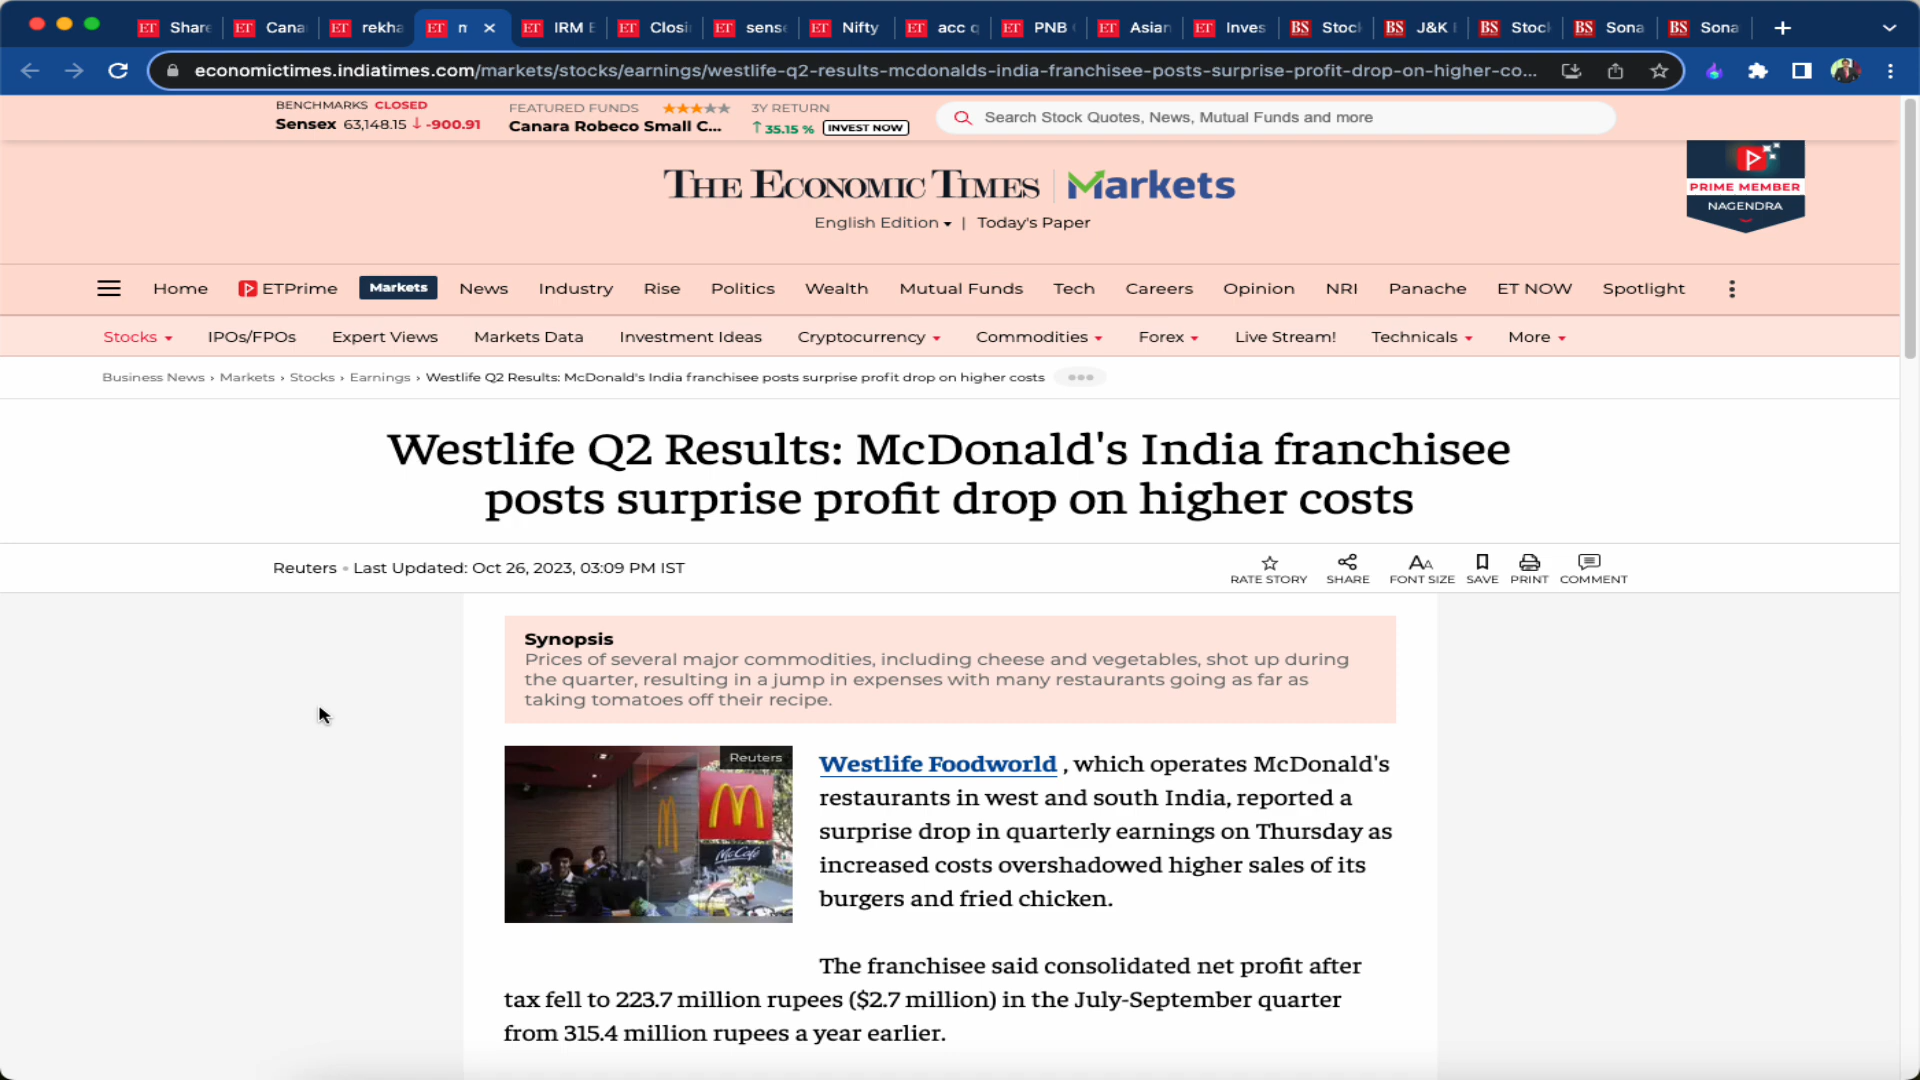 Share
Cana
rekha
n
IRM E
Closi
sens
Nifty
acc q
PNB
Asian
Inves
Stoc
J&K
Stoc
Sona
Sona
economictimes.indiatimes.com/markets/stocks/earnings/westlife-q2-results-mcdonalds-india-franchisee-posts-surprise-profit-drop-on-higher-co...
BENCHMARKS CLOSED
Sensex 63,148.15 ↓ -900.91
FEATURED FUNDS ★★★★★
Canara Robeco Small C...
3Y RETURN
↑ 35.15 % INVEST NOW
Search Stock Quotes, News, Mutual Funds and more
THE ECONOMIC TIMES | Markets
English Edition | Today's Paper
PRIME MEMBER
NAGENDRA
Home ETPrime Markets News Industry Rise Politics Wealth Mutual Funds Tech Careers Opinion NRI Panache ET NOW Spotlight
Stocks IPOs/FPOs Expert Views Markets Data Investment Ideas Cryptocurrency Commodities Forex Live Stream! Technicals More
Business News › Markets › Stocks › Earnings › Westlife Q2 Results: McDonald's India franchisee posts surprise profit drop on higher costs
Westlife Q2 Results: McDonald's India franchisee
posts surprise profit drop on higher costs
Reuters • Last Updated: Oct 26, 2023, 03:09 PM IST
RATE STORY SHARE FONT SIZE SAVE PRINT COMMENT
Synopsis
Prices of several major commodities, including cheese and vegetables, shot up during
the quarter, resulting in a jump in expenses with many restaurants going as far as
taking tomatoes off their recipe.
Reuters
McCafé
Westlife Foodworld , which operates McDonald's
restaurants in west and south India, reported a
surprise drop in quarterly earnings on Thursday as
increased costs overshadowed higher sales of its
burgers and fried chicken.
The franchisee said consolidated net profit after
tax fell to 223.7 million rupees ($2.7 million) in the July-September quarter
from 315.4 million rupees a year earlier.